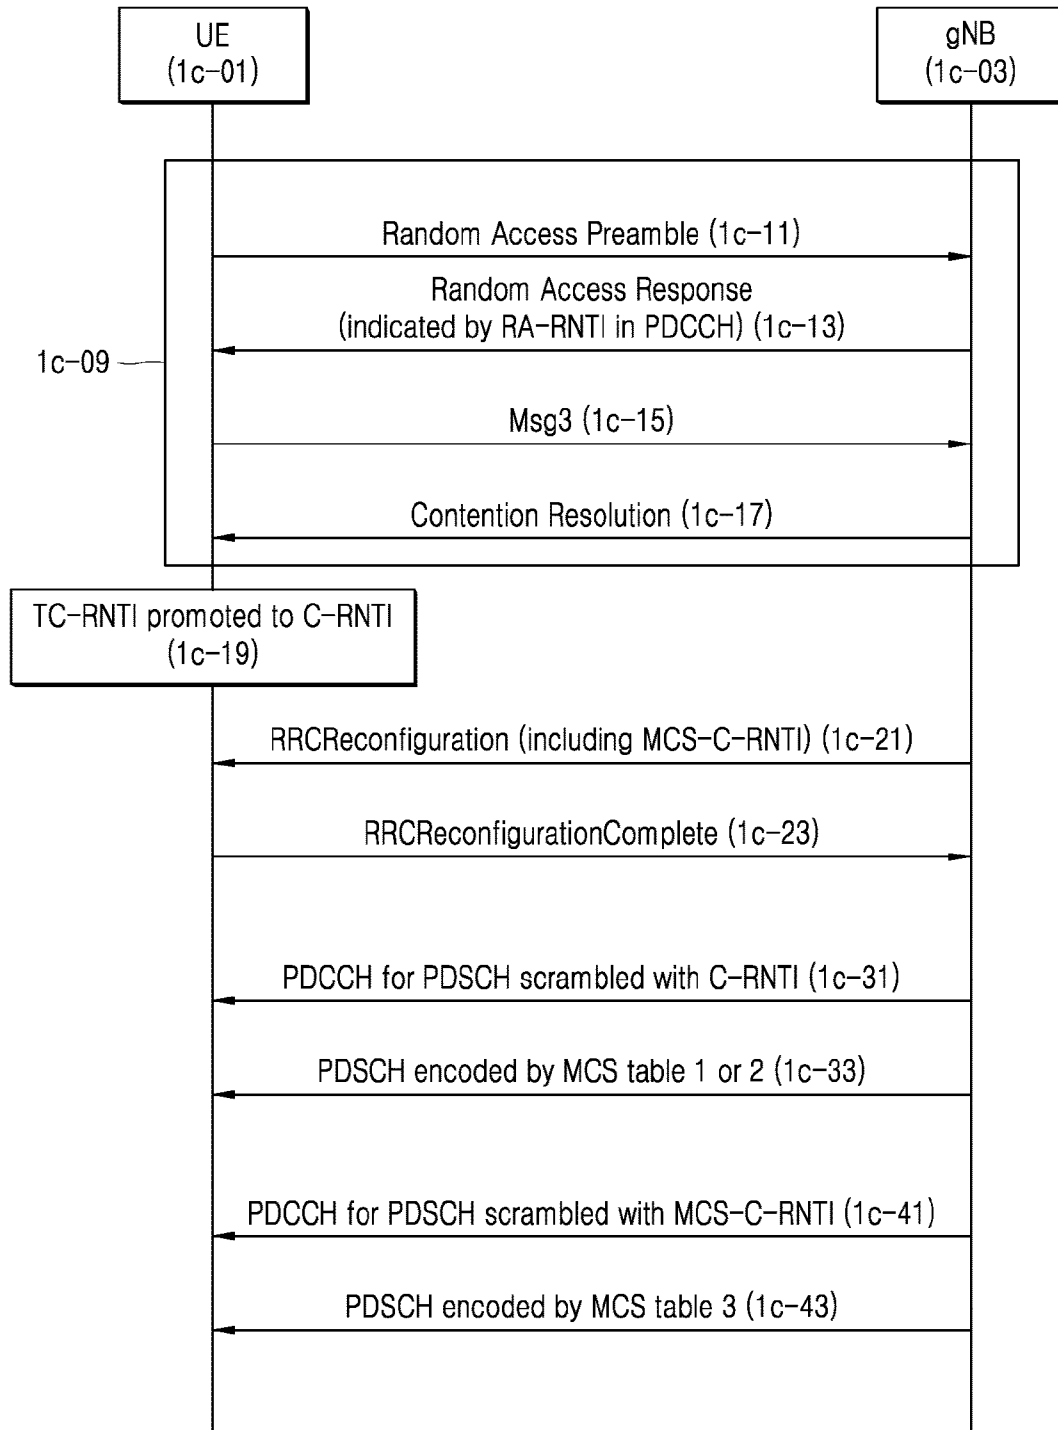 UE
(1c-01)
gNB
(1c-03)
Random Access Preamble (1c-11)
Random Access Response
(indicated by RA-RNTI in PDCCH) (1c-13)
1c-09
Msg3 (1c-15)
Contention Resolution (1c-17)
TC-RNTI promoted to C-RNTI
(1c-19)
RRCReconfiguration (including MCS-C-RNTI) (1c-21)
RRCReconfigurationComplete (1c-23)
PDCCH for PDSCH scrambled with C-RNTI (1c-31)
PDSCH encoded by MCS table 1 or 2 (1c-33)
PDCCH for PDSCH scrambled with MCS-C-RNTI (1c-41)
PDSCH encoded by MCS table 3 (1c-43)